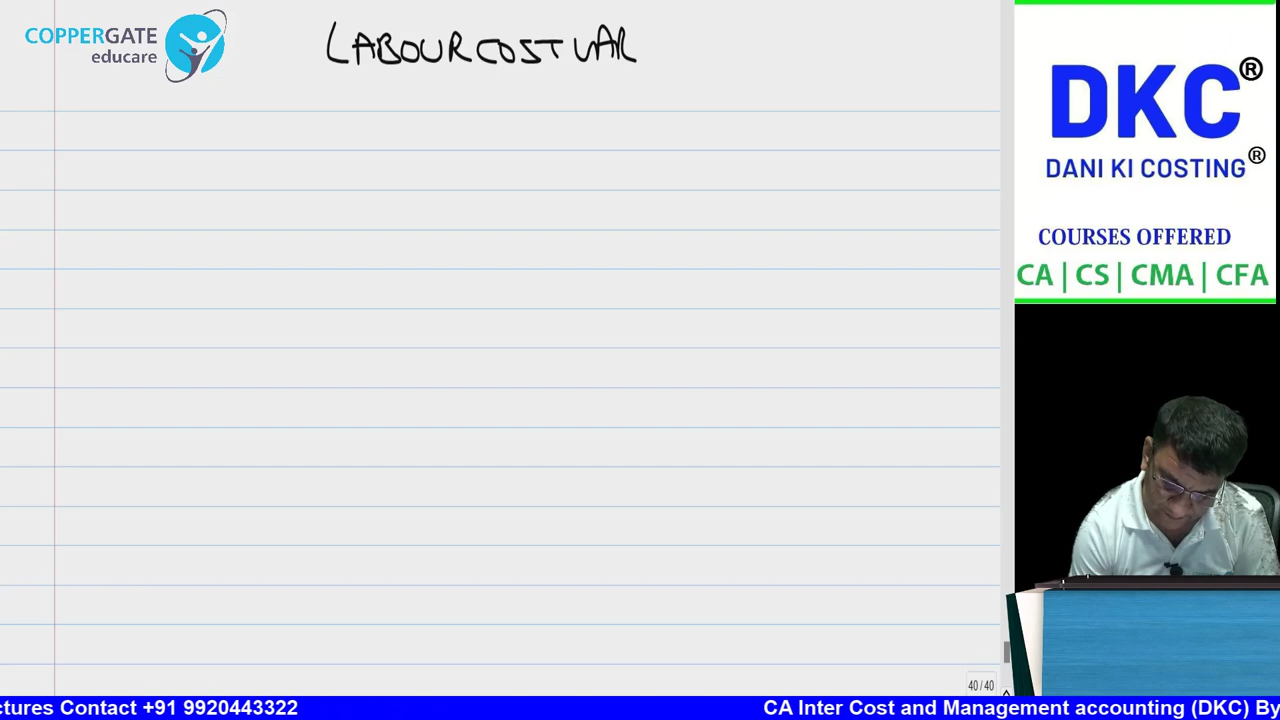 COPPERGATE
educare
LABOUR COST VAR
DKC®
DANI KI COSTING®
COURSES OFFERED
CA | CS | CMA | CFA
40/40
ctures Contact +91 9920443322
CA Inter Cost and Management accounting (DKC) By